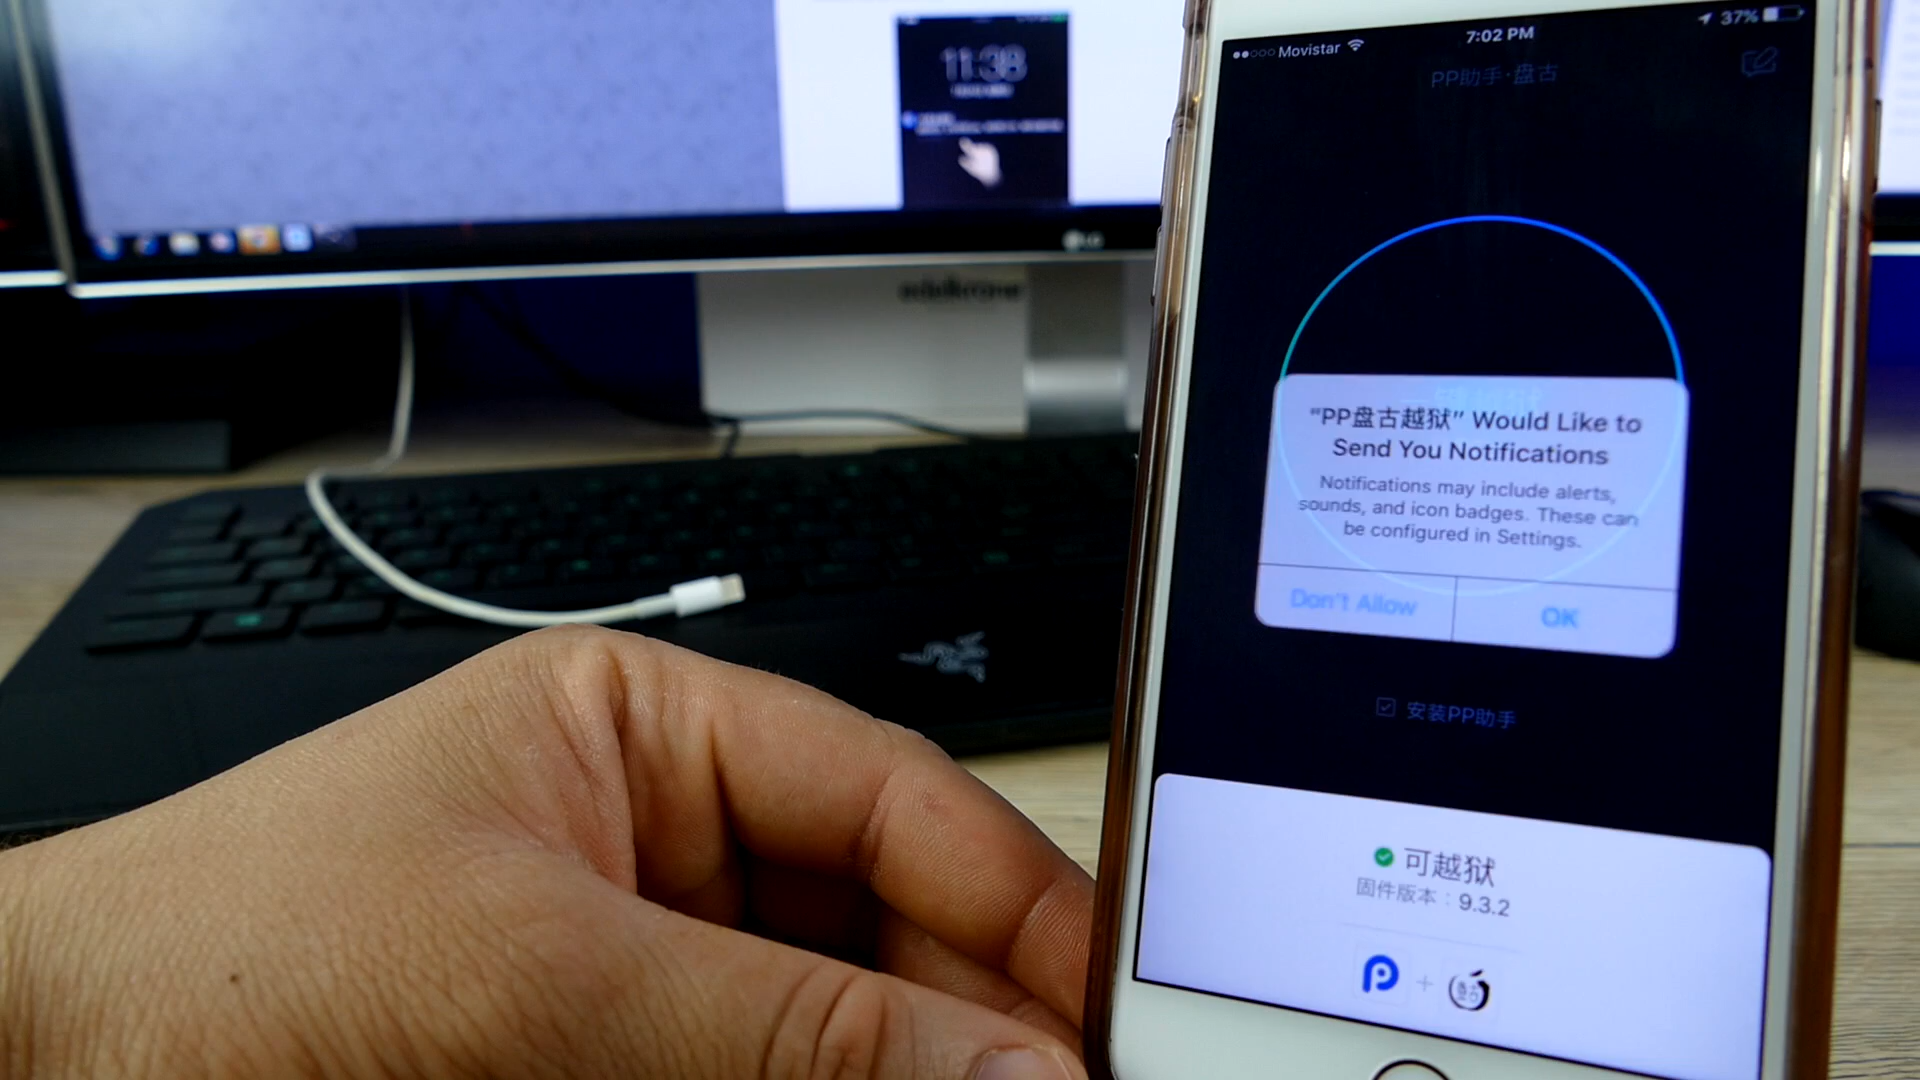 11:38
LG
edelkrone
Movistar
7:02 PM
37%
PP助手·盘古
“PP盘古越狱” Would Like to
Send You Notifications
Notifications may include alerts,
sounds, and icon badges. These can
be configured in Settings.
Don't Allow
OK
安装PP助手
可越狱
固件版本：9.3.2